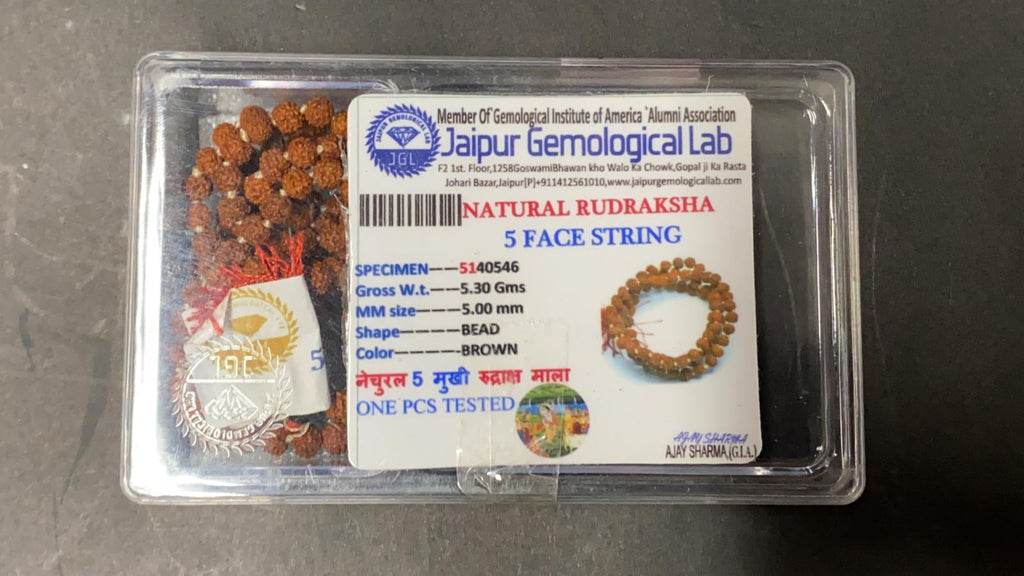 Member Of Gemological Institute of America `Alumni Association
Jaipur Gemological Lab
JGL
F2 1st. Floor,1258GoswamiBhawan kho Walo Ka Chowk,Gopal ji Ka Rasta
Johari Bazar,Jaipur[P]+911412561010,www.jaipurgemologicallab.com
NATURAL RUDRAKSHA
5 FACE STRING
SPECIMEN-----5140546
Gross W.t.-----5.30 Gms
MM size-------5.00 mm
Shape---------BEAD
Color----------BROWN
नेचुरल 5 मुखी रुद्राक्ष माला
ONE PCS TESTED
AJAY SHARMA
AJAY SHARMA,(G.I.A.)
5